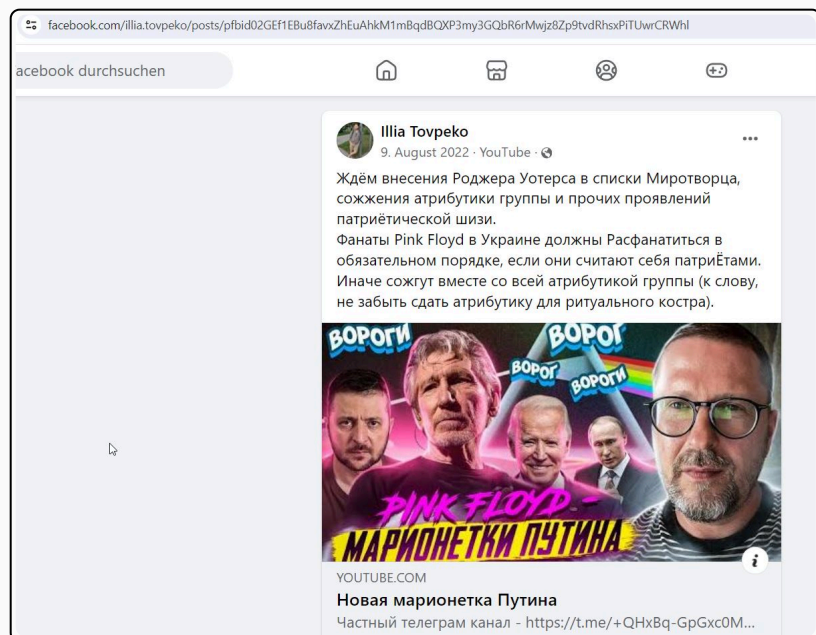 facebook.com/illia.tovpeko/posts/pfbid02GEf1EBu8favxZhEuAhkM1mBqdBQXP3my3GQbR6rMwjz8Zp9tvdRhsxPiTUwrCRWhl
acebook durchsuchen
Illia Tovpeko
9. August 2022 · YouTube ·
Ждём внесения Роджера Уотерса в списки Миротворца,
сожжения атрибутики группы и прочих проявлений
патриётической шизи.
Фанаты Pink Floyd в Украине должны Расфанатиться в
обязательном порядке, если они считают себя патриЁтами.
Иначе сожгут вместе со всей атрибутикой группы (к слову,
не забыть сдать атрибутику для ритуального костра).
ВОРОГИ
ВОРОГ
ВОРОГ
ВОРОГИ
PINK FLOYD -
МАРИОНЕТКИ ПУТИНА
YOUTUBE.COM
Новая марионетка Путина
Частный телеграм канал - https://t.me/+QHxBq-GpGxc0M...